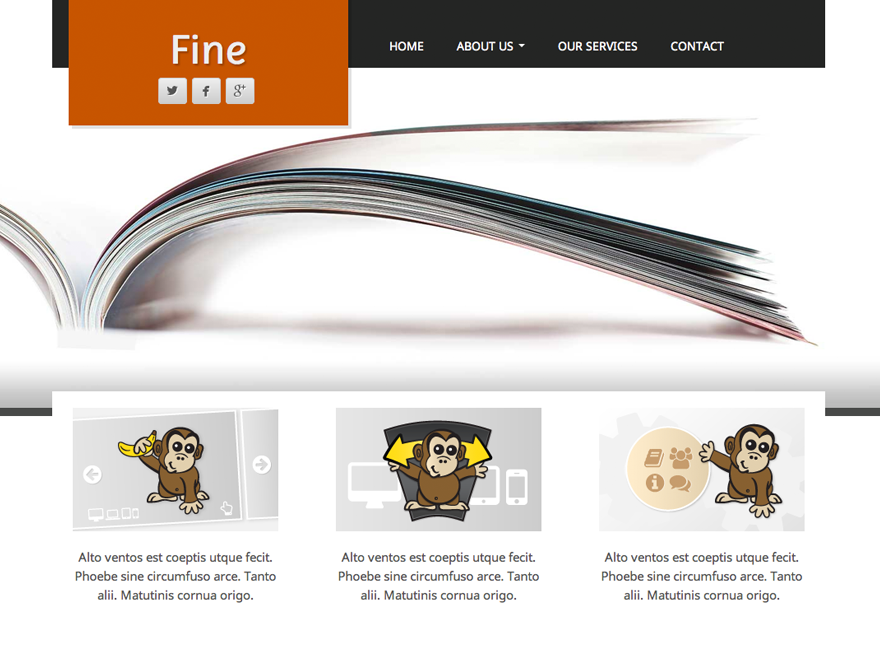 Fine
HOME ABOUT US OUR SERVICES CONTACT
Alto ventos est coeptis utque fecit.
Phoebe sine circumfuso arce. Tanto
alii. Matutinis cornua origo.
Alto ventos est coeptis utque fecit.
Phoebe sine circumfuso arce. Tanto
alii. Matutinis cornua origo.
Alto ventos est coeptis utque fecit.
Phoebe sine circumfuso arce. Tanto
alii. Matutinis cornua origo.